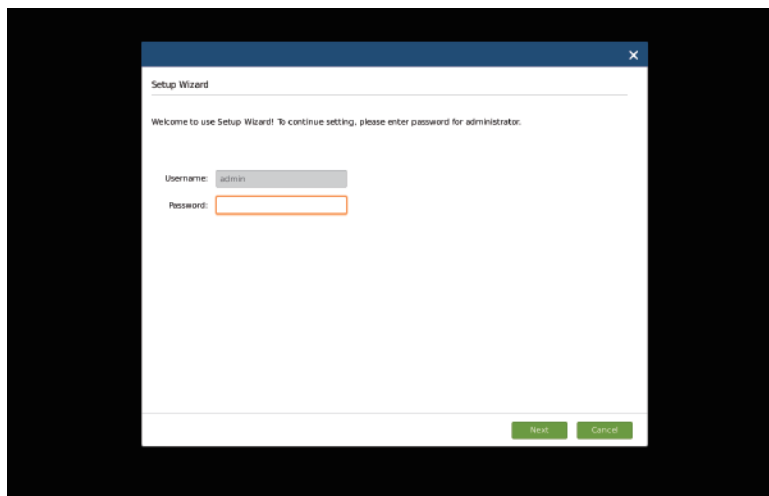 Setup Wizard
Welcome to use Setup Wizard! To continue setting, please enter password for administrator.
Username: admin
Password:
Next Cancel